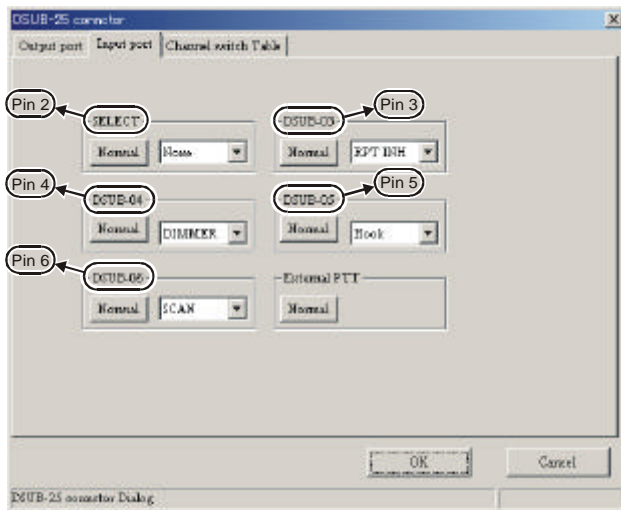 DSUB-25 connctor
Output port Input port Channel switch Table
Pin 2 SELECT DSUB-03 Pin 3
Normal None Normal RPT INH
Pin 4 DSUB-04 DSUB-05 Pin 5
Normal DIMMER Normal Hook
Pin 6 DSUB-06 External PTT
Normal SCAN Normal
OK Cancel
DSUB-25 connctor Dialog